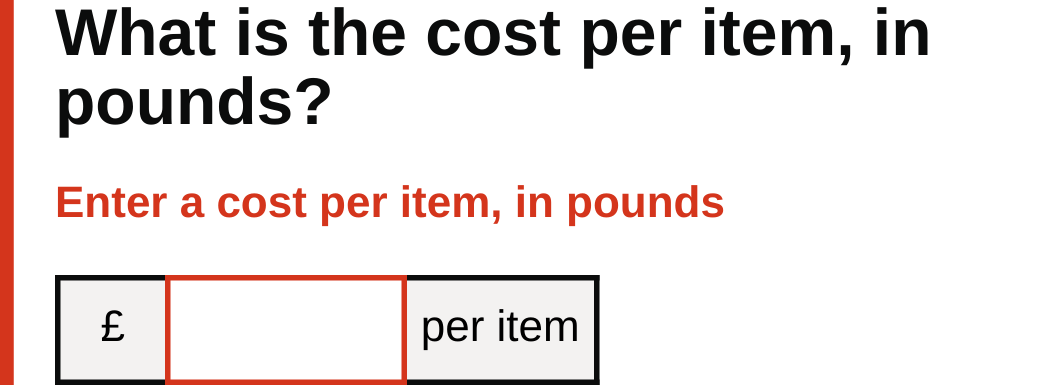 What is the cost per item, in
pounds?
Enter a cost per item, in pounds
£ per item